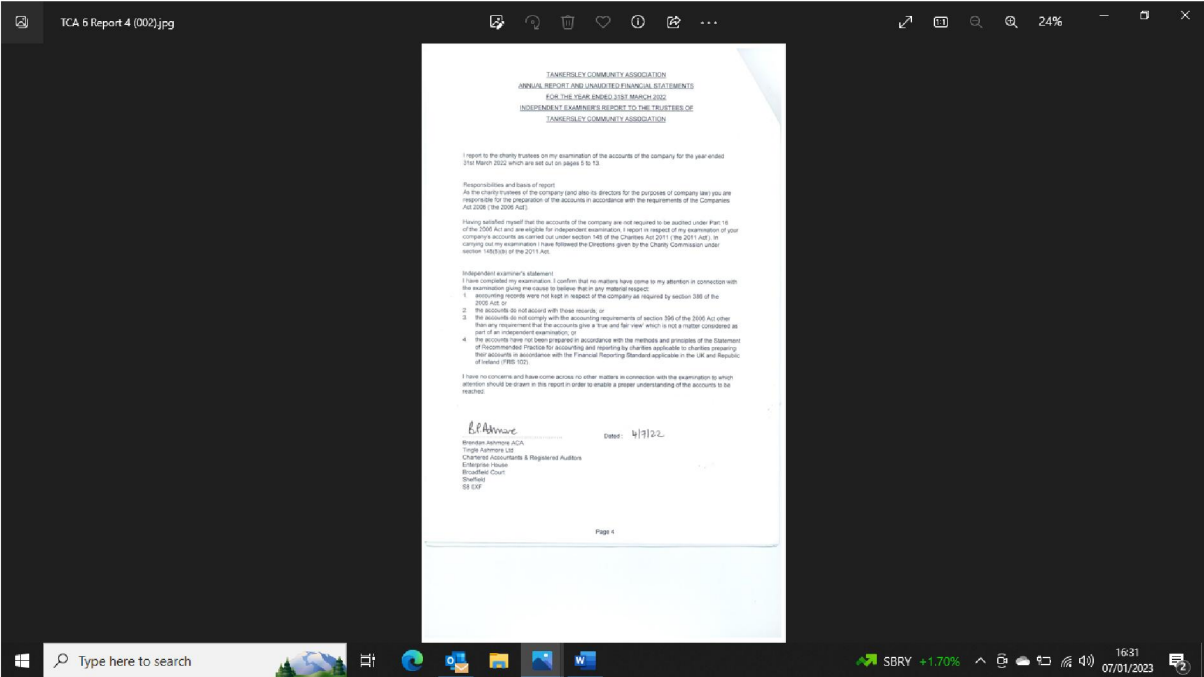 TCA 6 Report 4 (002).jpg
24%
TANKERSLEY COMMUNITY ASSOCIATION
ANNUAL REPORT AND UNAUDITED FINANCIAL STATEMENTS
FOR THE YEAR ENDED 31ST MARCH 2022
INDEPENDENT EXAMINER'S REPORT TO THE TRUSTEES OF
TANKERSLEY COMMUNITY ASSOCIATION
I report to the charity trustees on my examination of the accounts of the company for the year ended
31st March 2022 which are set out on pages 5 to 13.
Responsibilities and basis of report
As the charity trustees of the company (and also its directors for the purposes of company law) you are
responsible for the preparation of the accounts in accordance with the requirements of the Companies
Act 2006 ('the 2006 Act').
Having satisfied myself that the accounts of the company are not required to be audited under Part 16
of the 2006 Act and are eligible for independent examination, I report in respect of my examination of your
company's accounts as carried out under section 145 of the Charities Act 2011 ('the 2011 Act'). In
carrying out my examination I have followed the Directions given by the Charity Commission under
section 145(5)(b) of the 2011 Act.
Independent examiner's statement
I have completed my examination. I confirm that no matters have come to my attention in connection with
the examination giving me cause to believe that in any material respect:
1. accounting records were not kept in respect of the company as required by section 386 of the
2006 Act; or
2 the accounts do not accord with those records; or
3 the accounts do not comply with the accounting requirements of section 396 of the 2006 Act other
than any requirement that the accounts give a 'true and fair view' which is not a matter considered as
part of an independent examination; or
4 the accounts have not been prepared in accordance with the methods and principles of the Statement
of Recommended Practice for accounting and reporting by charities applicable to charities preparing
their accounts in accordance with the Financial Reporting Standard applicable in the UK and Republic
of Ireland (FRS 102).
I have no concerns and have come across no other matters in connection with the examination to which
attention should be drawn in this report in order to enable a proper understanding of the accounts to be
reached.
B.P.Ashmore
Dated : 4/7/22
Brendan Ashmore ACA
Tingle Ashmore Ltd
Chartered Accountants & Registered Auditors
Enterprise House
Broadfield Court
Sheffield
S8 0XF
Page 4
Type here to search
SBRY +1.70%
16:31
07/01/2023
2